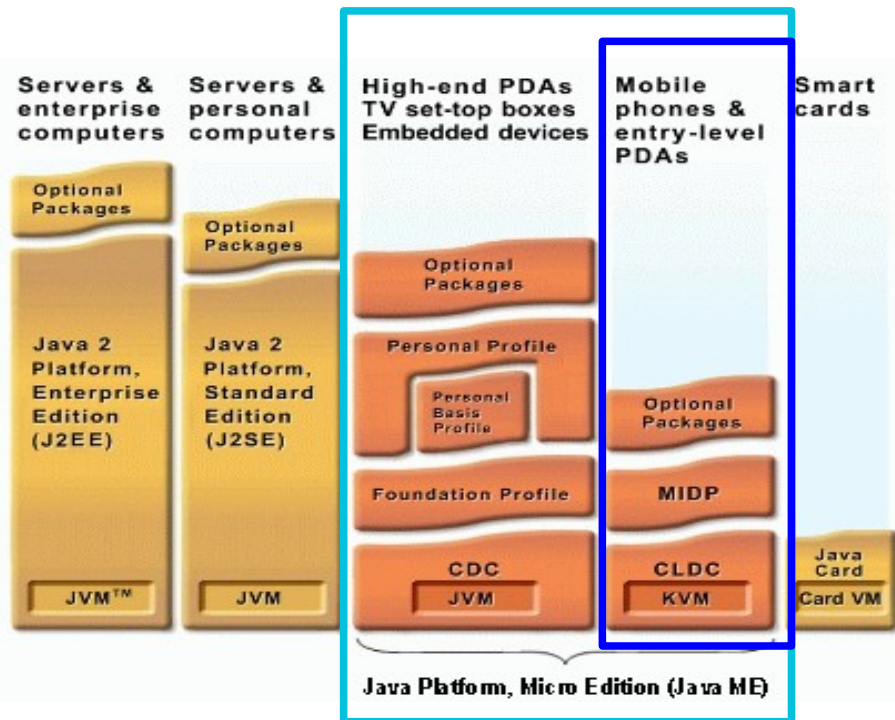 Servers &
enterprise
computers
Optional
Packages
Java 2
Platform,
Enterprise
Edition
(J2EE)
JVM™
Servers &
personal
computers
Optional
Packages
Java 2
Platform,
Standard
Edition
(J2SE)
JVM
High-end PDAs
TV set-top boxes
Embedded devices
Optional
Packages
Personal Profile
Personal
Basis
Profile
Foundation Profile
CDC
JVM
Mobile
phones &
entry-level
PDAs
Optional
Packages
MIDP
CLDC
KVM
Smart
cards
Java
Card
Card VM
Java Platform, Micro Edition (Java ME)